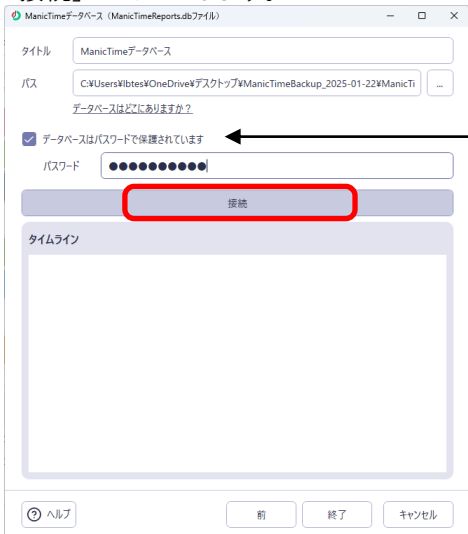 ManicTimeデータベース（ManicTimeReports.dbファイル）
タイトル
ManicTimeデータベース
パス
C:¥Users¥lbtes¥OneDrive¥デスクトップ¥ManicTimeBackup_2025-01-22¥ManicTi
...
データベースはどこにありますか？
データベースはパスワードで保護されています
パスワード
●●●●●●●●●●
接続
タイムライン
ヘルプ
前
終了
キャンセル